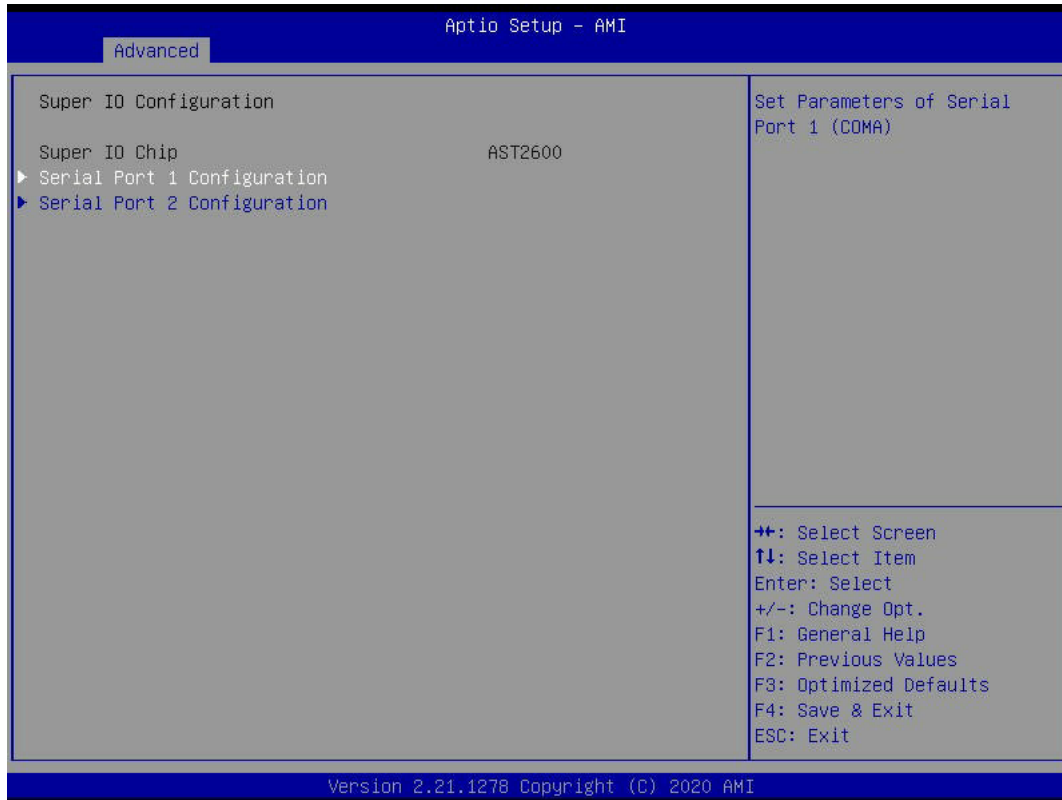 Aptio Setup – AMI
Advanced
Super IO Configuration
Super IO Chip AST2600
▶ Serial Port 1 Configuration
▶ Serial Port 2 Configuration
Set Parameters of Serial
Port 1 (COMA)
→←: Select Screen
↑↓: Select Item
Enter: Select
+/-: Change Opt.
F1: General Help
F2: Previous Values
F3: Optimized Defaults
F4: Save & Exit
ESC: Exit
Version 2.21.1278 Copyright (C) 2020 AMI